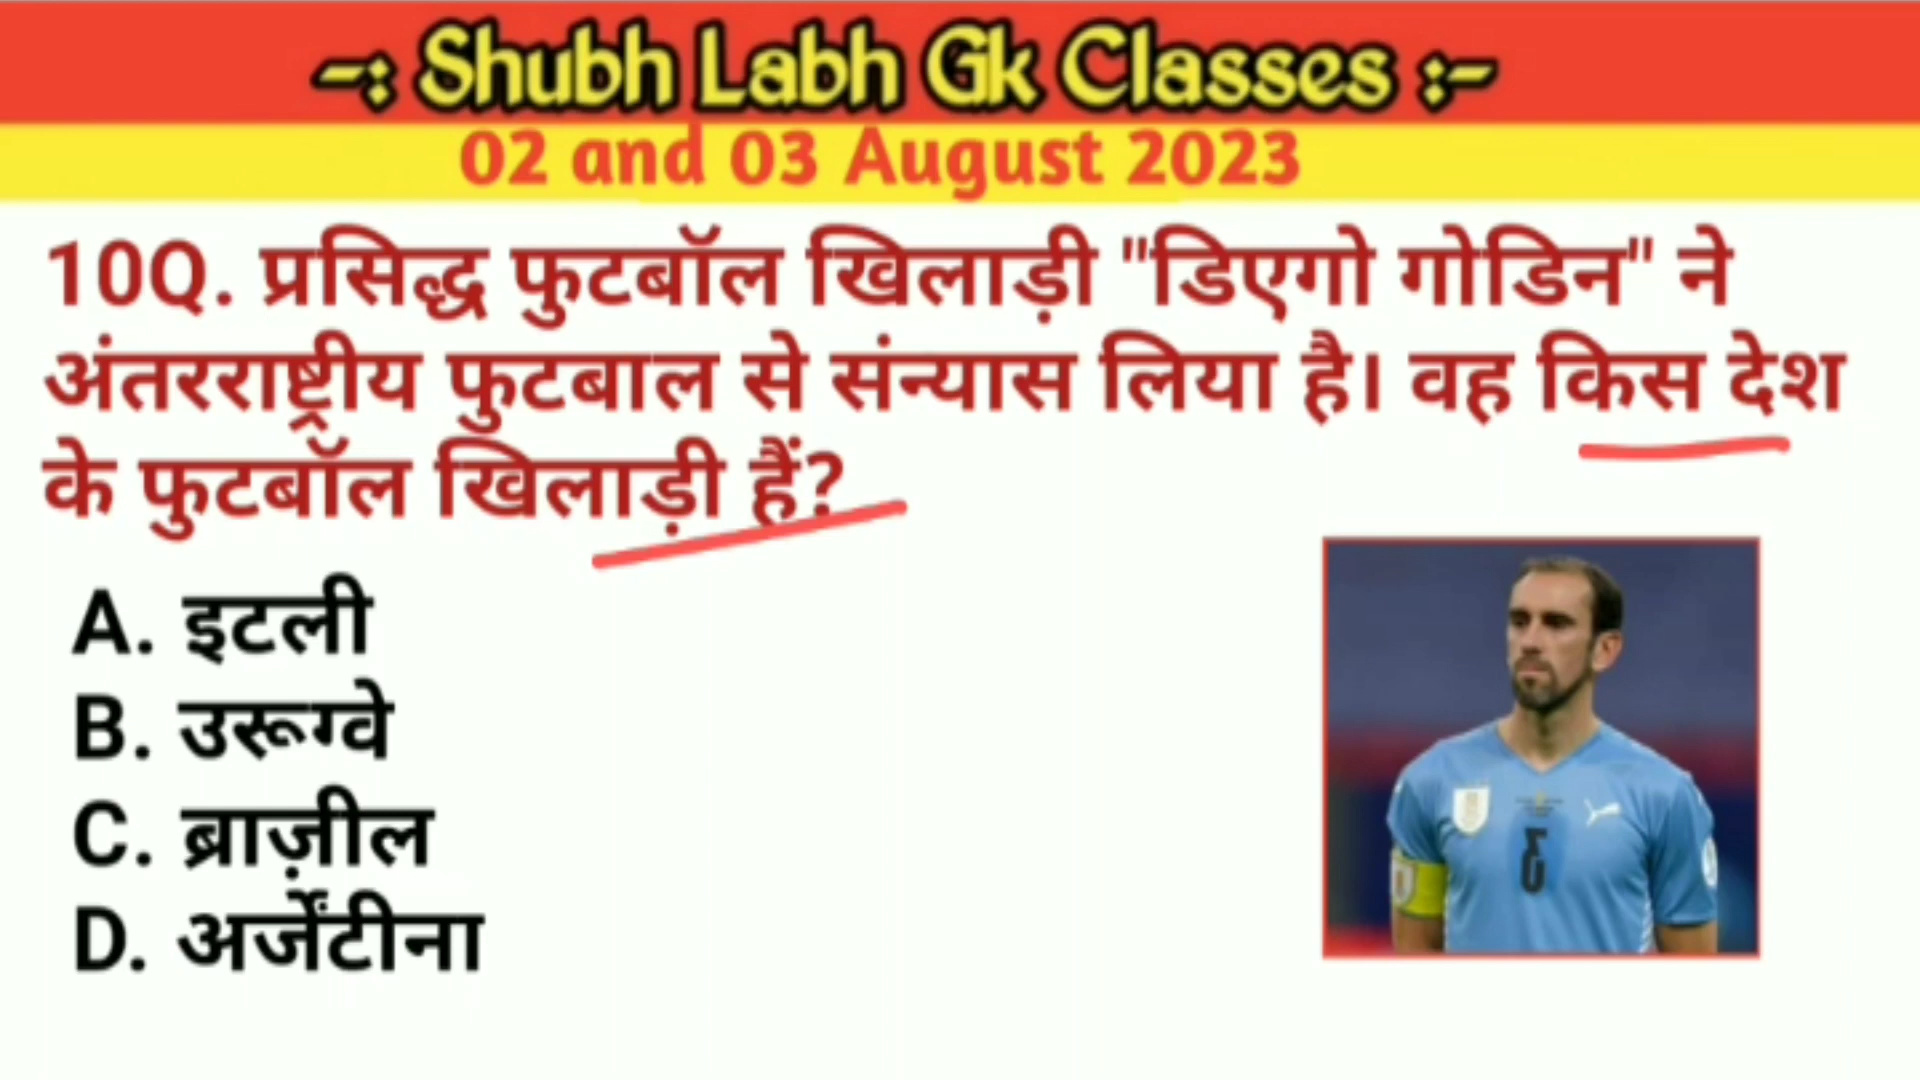 -: Shubh Labh Gk Classes :-
02 and 03 August 2023
10Q. प्रसिद्ध फुटबॉल खिलाड़ी "डिएगो गोडिन" ने
अंतरराष्ट्रीय फुटबाल से संन्यास लिया है। वह किस देश
के फुटबॉल खिलाड़ी हैं?
A. इटली
B. उरूग्वे
C. ब्राज़ील
D. अर्जेंटीना